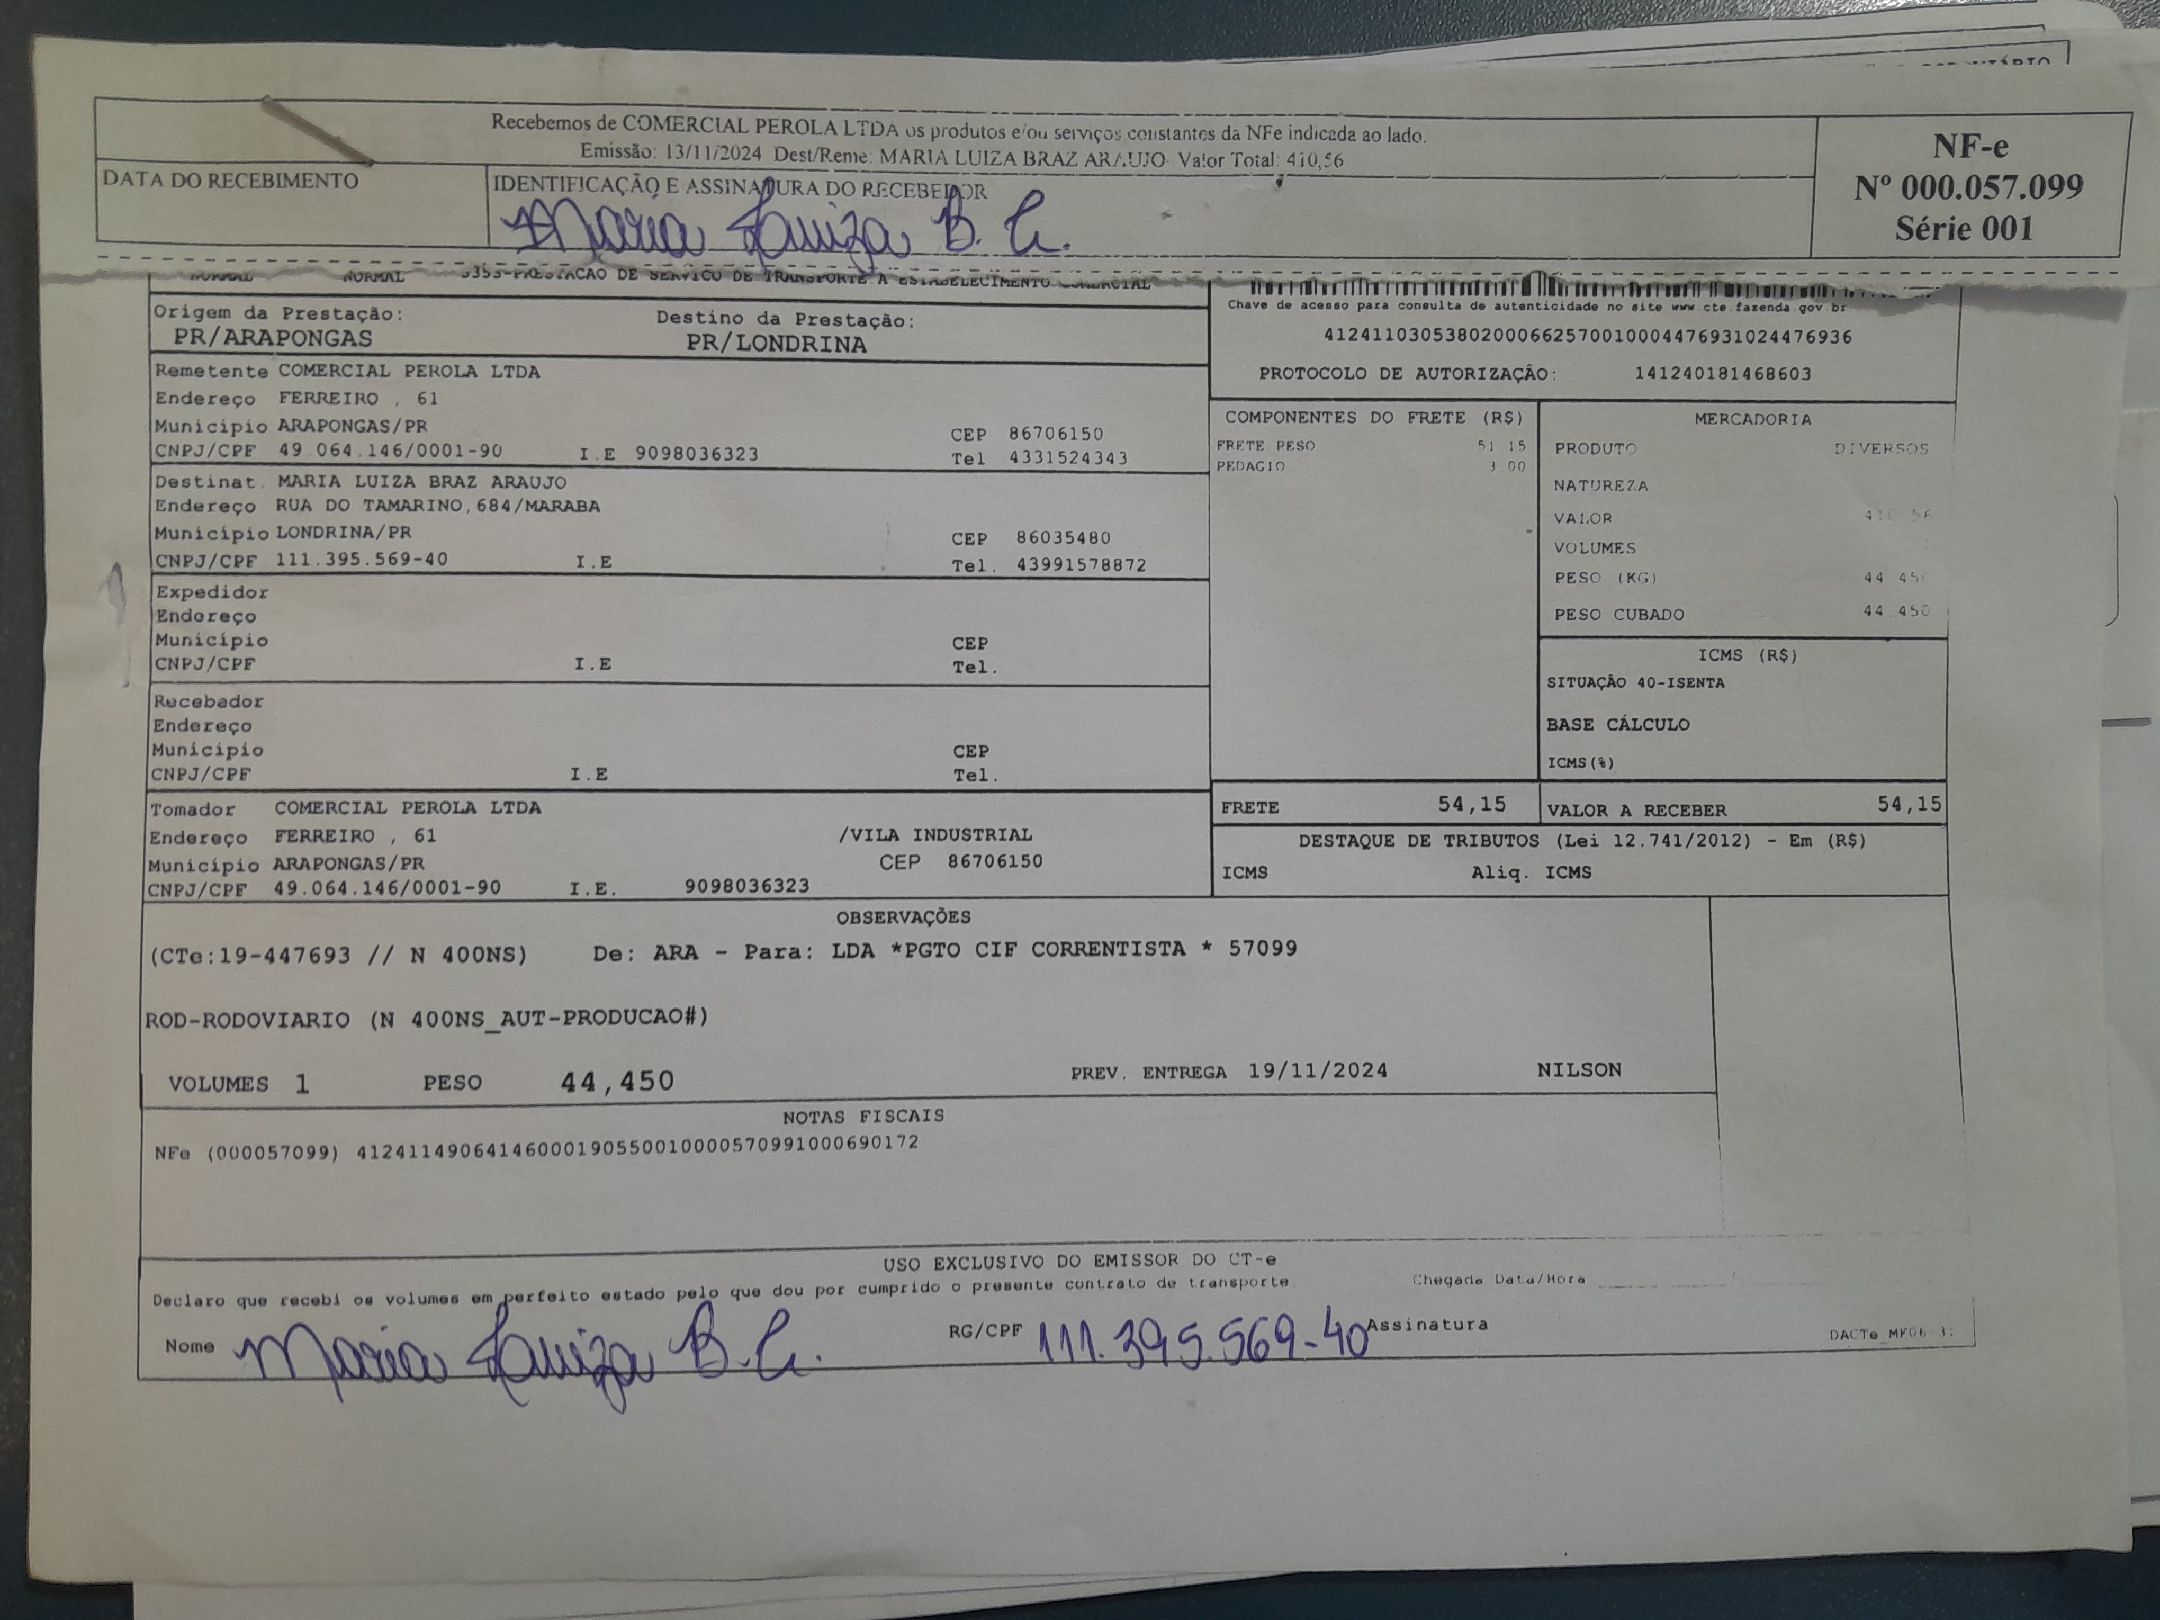 Recebemos de COMERCIAL PEROLA LTDA os produtos e/ou serviços constantes da NFe indicada ao lado.
Emissão: 13/11/2024 Dest/Reme: MARIA LUIZA BRAZ ARAUJO Valor Total: 410,56
DATA DO RECEBIMENTO
IDENTIFICAÇÃO E ASSINATURA DO RECEBEDOR
Maria Luiza B. A.
NF-e
Nº 000.057.099
Série 001
NORMAL NORMAL 5353-PRESTACAO DE SERVICO DE TRANSPORTE A ESTABELECIMENTO COMERCIAL
Chave de acesso para consulta de autenticidade no site www.cte.fazenda.gov.br
41241103053802000662570010004476931024476936
PROTOCOLO DE AUTORIZAÇÃO: 141240181468603
Origem da Prestação: Destino da Prestação:
PR/ARAPONGAS PR/LONDRINA
Remetente COMERCIAL PEROLA LTDA
Endereço FERREIRO , 61
Município ARAPONGAS/PR CEP 86706150
CNPJ/CPF 49.064.146/0001-90 I.E 9098036323 Tel 4331524343
Destinat. MARIA LUIZA BRAZ ARAUJO
Endereço RUA DO TAMARINO,684/MARABA
Município LONDRINA/PR CEP 86035480
CNPJ/CPF 111.395.569-40 I.E Tel. 43991578872
Expedidor
Endereço
Município CEP
CNPJ/CPF I.E Tel.
Recebedor
Endereço
Município CEP
CNPJ/CPF I.E Tel.
Tomador COMERCIAL PEROLA LTDA
Endereço FERREIRO , 61 /VILA INDUSTRIAL
Município ARAPONGAS/PR CEP 86706150
CNPJ/CPF 49.064.146/0001-90 I.E. 9098036323
COMPONENTES DO FRETE (R$)
FRETE PESO 51.15
PEDAGIO 3.00
MERCADORIA
PRODUTO DIVERSOS
NATUREZA
VALOR 410.56
VOLUMES
PESO (KG) 44.450
PESO CUBADO 44.450
ICMS (R$)
SITUAÇÃO 40-ISENTA
BASE CÁLCULO
ICMS(%)
FRETE 54,15 VALOR A RECEBER 54,15
DESTAQUE DE TRIBUTOS (Lei 12.741/2012) - Em (R$)
ICMS Aliq. ICMS
OBSERVAÇÕES
(CTe:19-447693 // N 400NS) De: ARA - Para: LDA *PGTO CIF CORRENTISTA * 57099
ROD-RODOVIARIO (N 400NS_AUT-PRODUCAO#)
VOLUMES 1 PESO 44,450 PREV. ENTREGA 19/11/2024 NILSON
NOTAS FISCAIS
NFe (000057099) 41241149064146000190550010000570991000690172
USO EXCLUSIVO DO EMISSOR DO CT-e
Declaro que recebi os volumes em perfeito estado pelo que dou por cumprido o presente contrato de transporte Chegada Data/Hora
Nome Maria Luiza B. A. RG/CPF 111.395.569-40 Assinatura